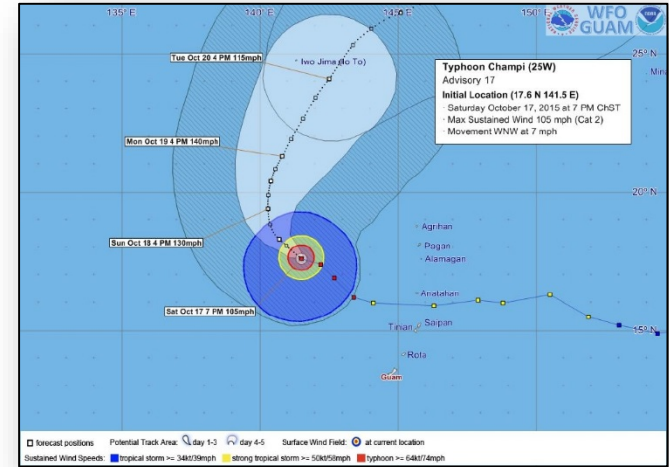 135°E
140°E
145°E
150°E
WFO
GUAM
Typhoon Champi (25W)
Advisory 17
Initial Location (17.6 N 141.5 E)
· Saturday October 17, 2015 at 7 PM ChST
· Max Sustained Wind 105 mph (Cat 2)
· Movement WNW at 7 mph
Tue Oct 20 4 PM 115mph
Iwo Jima (Io To)
25°N
Mon Oct 19 4 PM 140mph
20°N
Sun Oct 18 4 PM 130mph
Agrihan
Pagan
Alamagan
Sat Oct 17 7 PM 105mph
Anatahan
15°N
Tinian
Saipan
Rota
Guam
forecast positions Potential Track Area: day 1-3 day 4-5 Surface Wind Field: at current location
Sustained Wind Speeds: tropical storm >= 34kt/39mph strong tropical storm >= 50kt/58mph typhoon >= 64kt/74mph